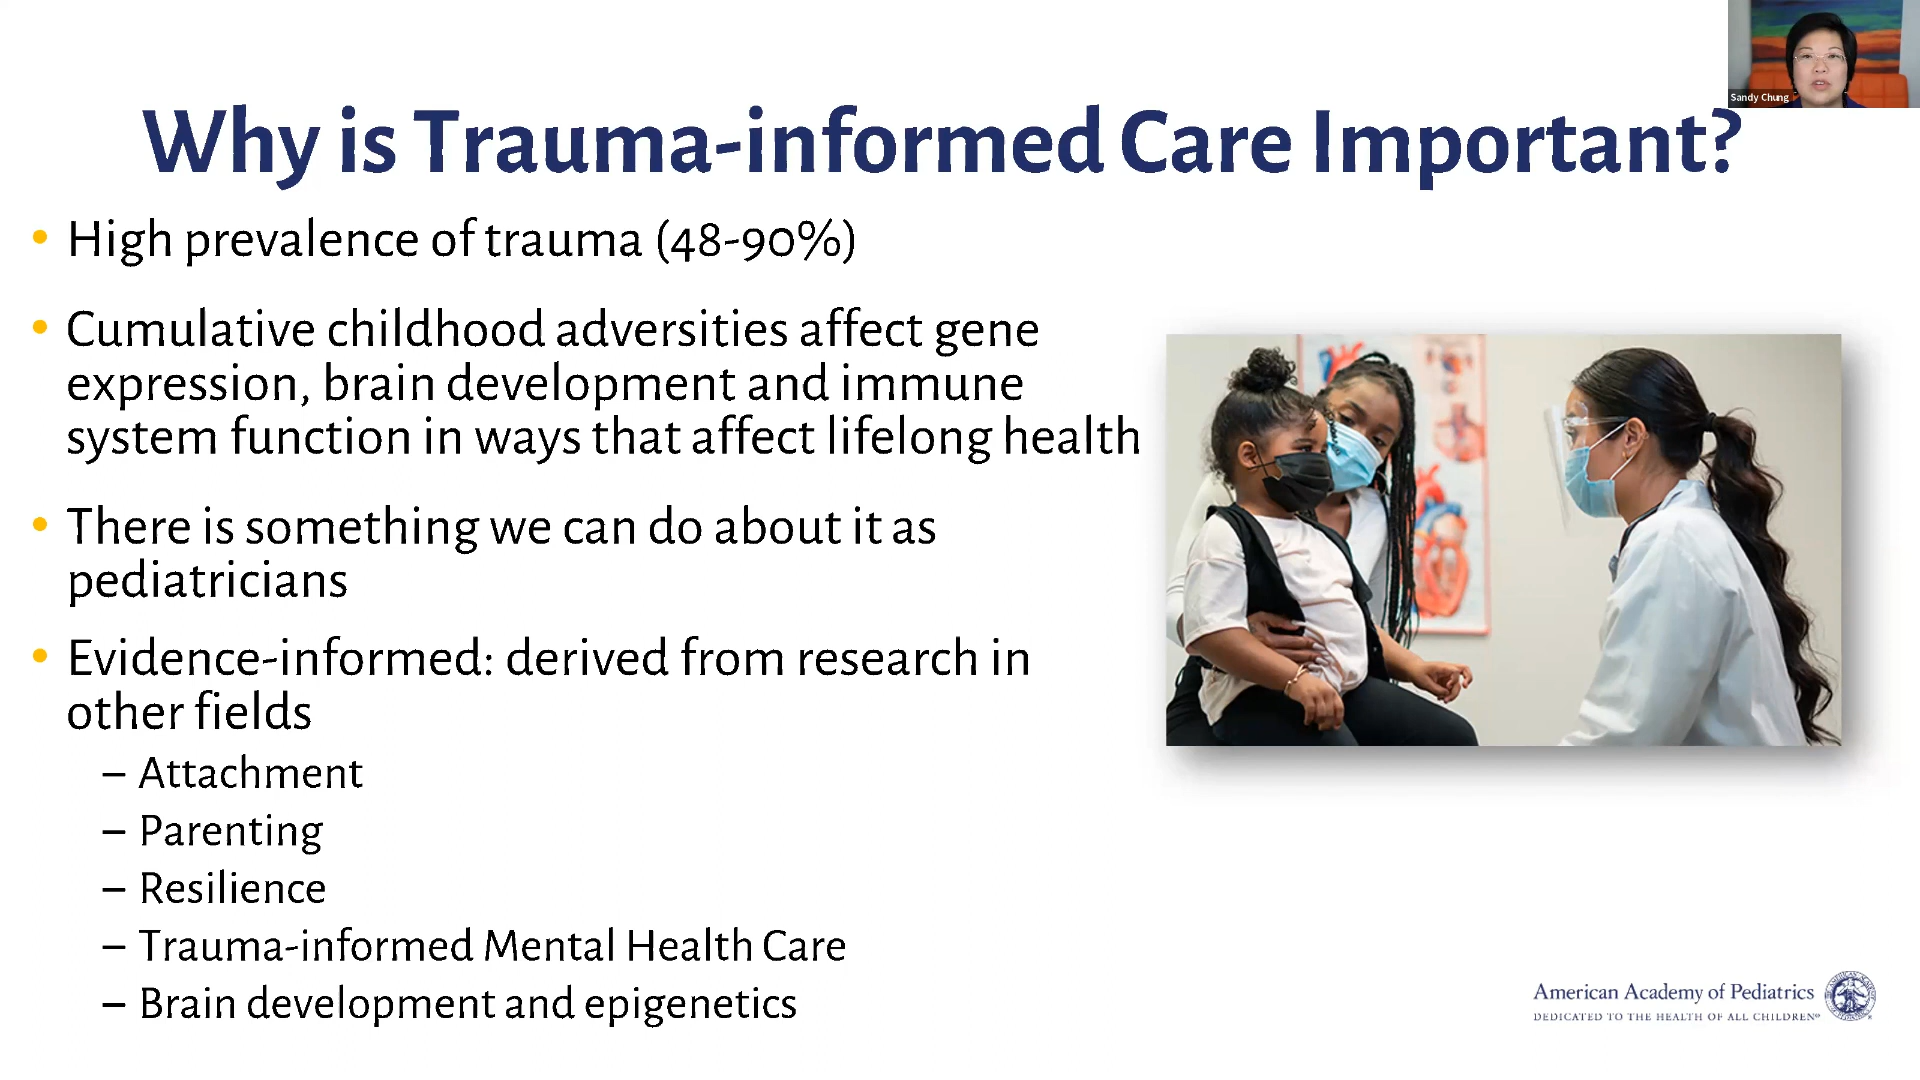 Sandy Chung
Why is Trauma-informed Care Important?
• High prevalence of trauma (48-90%)
• Cumulative childhood adversities affect gene
expression, brain development and immune
system function in ways that affect lifelong health
• There is something we can do about it as
pediatricians
• Evidence-informed: derived from research in
other fields
– Attachment
– Parenting
– Resilience
– Trauma-informed Mental Health Care
– Brain development and epigenetics
American Academy of Pediatrics
DEDICATED TO THE HEALTH OF ALL CHILDREN®